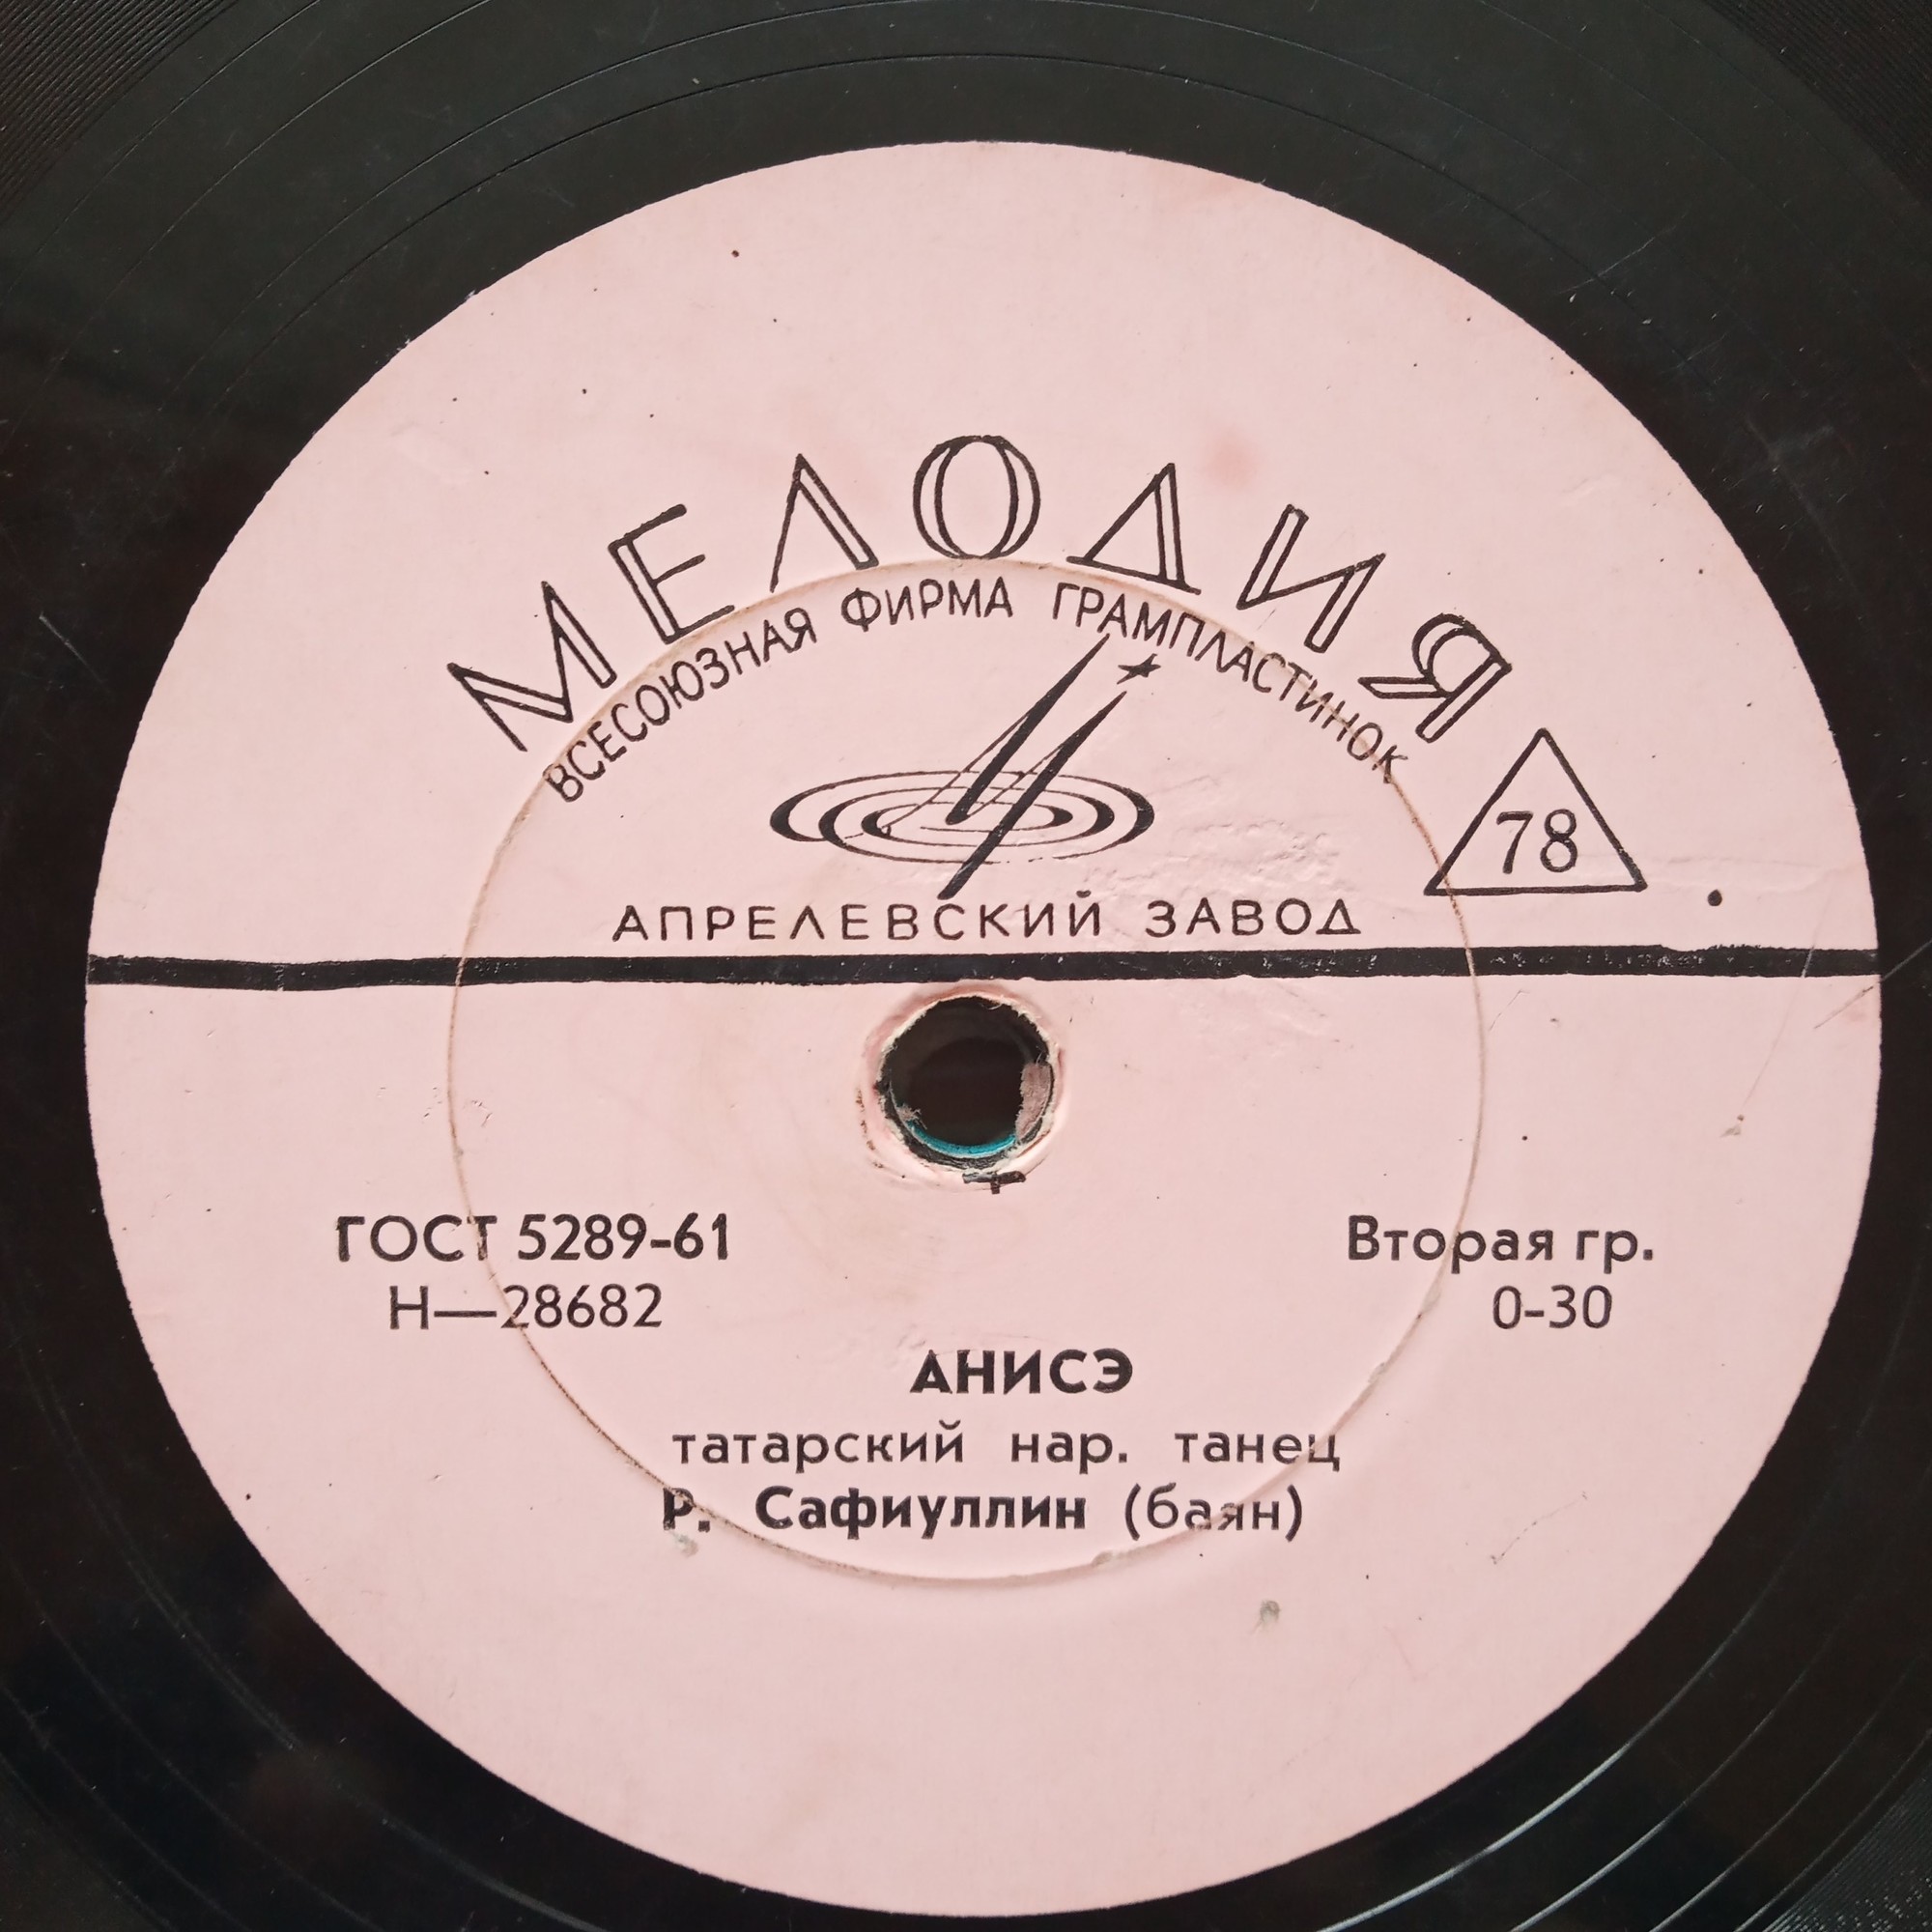 МЕЛОДИЯ
ВСЕСОЮЗНАЯ ФИРМА ГРАМПЛАСТИНОК
78
АПРЕЛЕВСКИЙ ЗАВОД
ГОСТ 5289-61
Вторая гр.
Н—28682
0-30
АНИСЭ
татарский нар. танец
Р. Сафиуллин (баян)